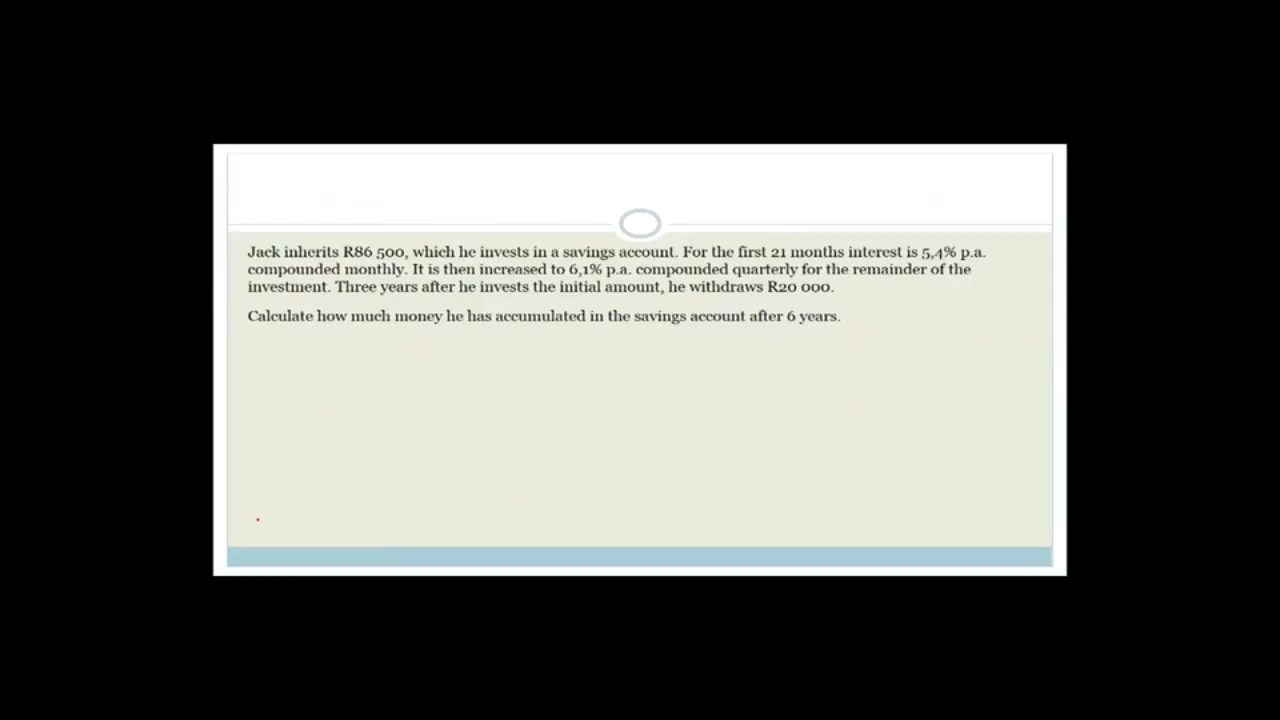 Jack inherits R86 500, which he invests in a savings account. For the first 21 months interest is 5,4% p.a.
compounded monthly. It is then increased to 6,1% p.a. compounded quarterly for the remainder of the
investment. Three years after he invests the initial amount, he withdraws R20 000.
Calculate how much money he has accumulated in the savings account after 6 years.